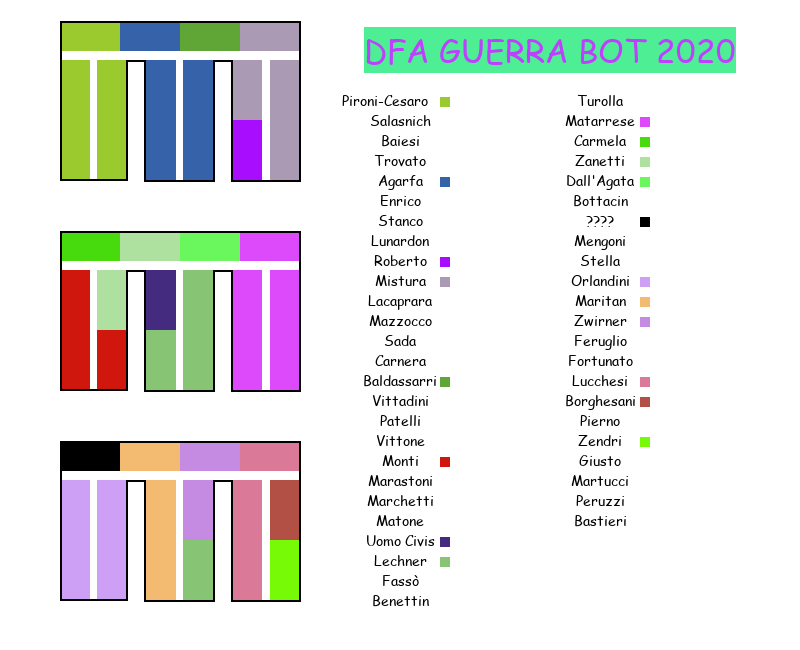 DFA GUERRA BOT 2020
Pironi-Cesaro
Salasnich
Baiesi
Trovato
Agarfa
Enrico
Stanco
Lunardon
Roberto
Mistura
Lacaprara
Mazzocco
Sada
Carnera
Baldassarri
Vittadini
Patelli
Vittone
Monti
Marastoni
Marchetti
Matone
Uomo Civis
Lechner
Fassò
Benettin
Turolla
Matarrese
Carmela
Zanetti
Dall'Agata
Bottacin
????
Mengoni
Stella
Orlandini
Maritan
Zwirner
Feruglio
Fortunato
Lucchesi
Borghesani
Pierno
Zendri
Giusto
Martucci
Peruzzi
Bastieri